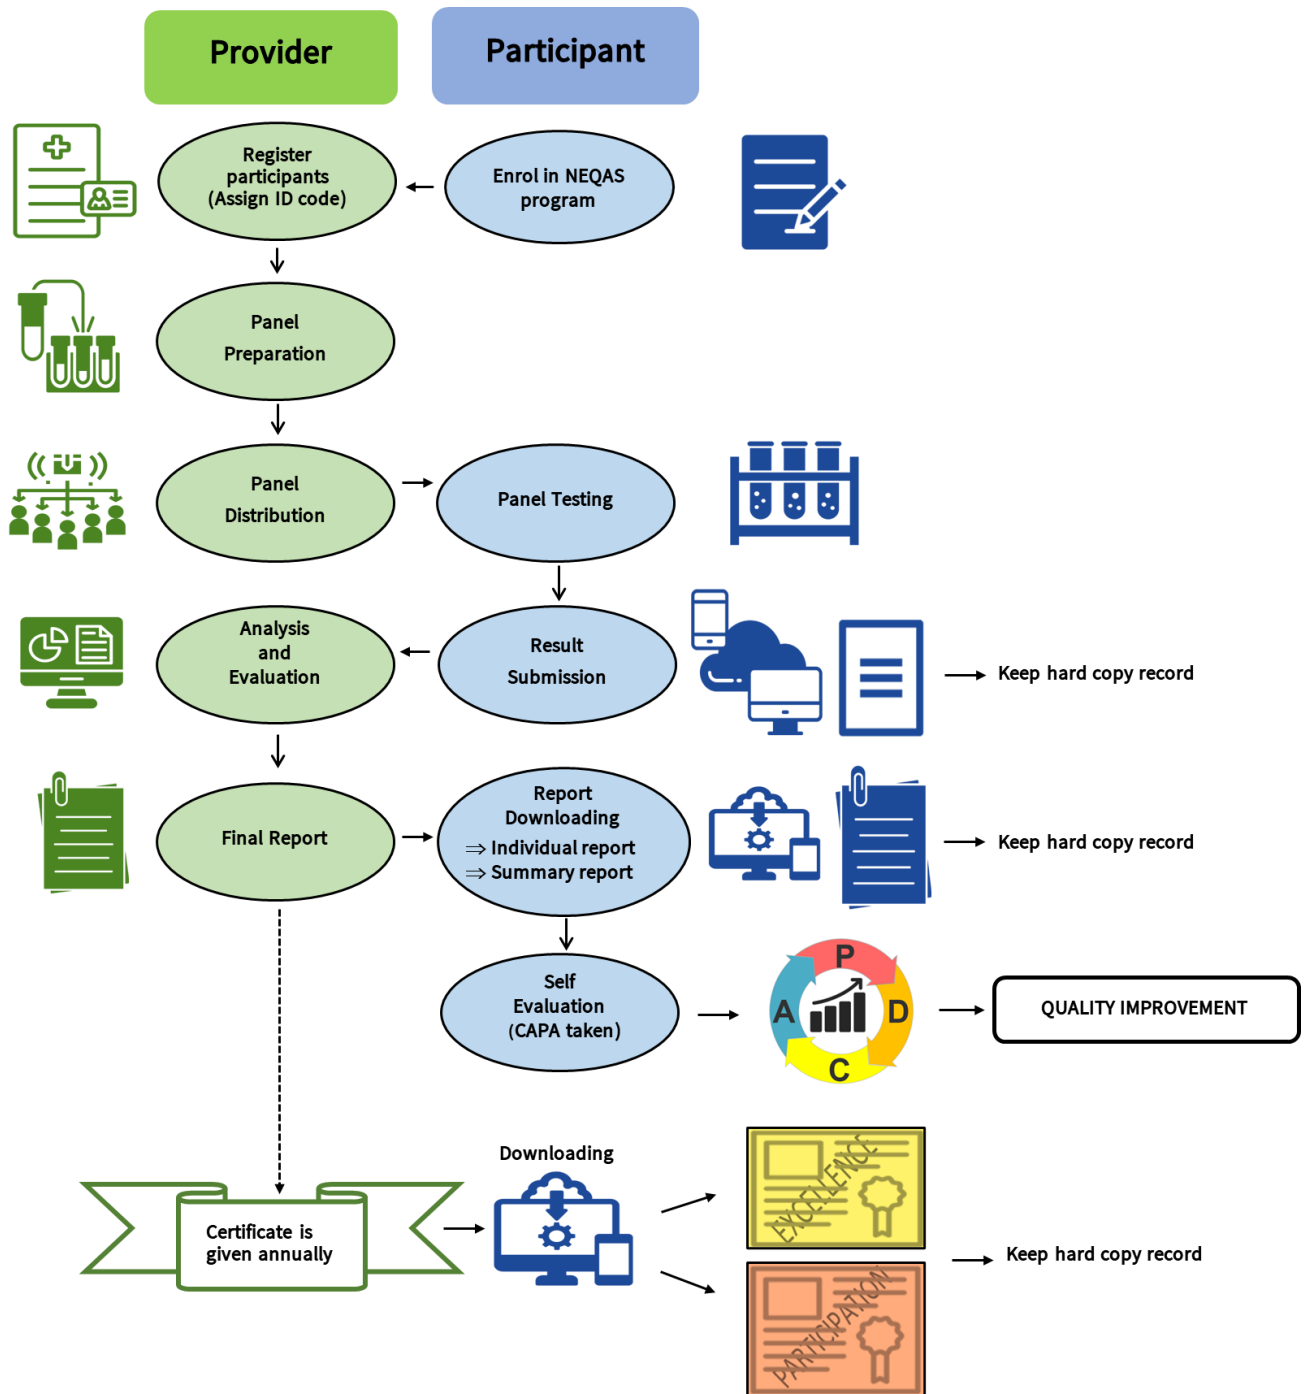 Provider
Participant
Register
participants
(Assign ID code)
Enrol in NEQAS
program
Panel
Preparation
Panel
Distribution
Panel Testing
Analysis
and
Evaluation
Result
Submission
Keep hard copy record
Final Report
Report
Downloading
⇒ Individual report
⇒ Summary report
Keep hard copy record
Self
Evaluation
(CAPA taken)
P
A
D
C
QUALITY IMPROVEMENT
Downloading
EXCELLENCE
Certificate is
given annually
Keep hard copy record
PARTICIPATION